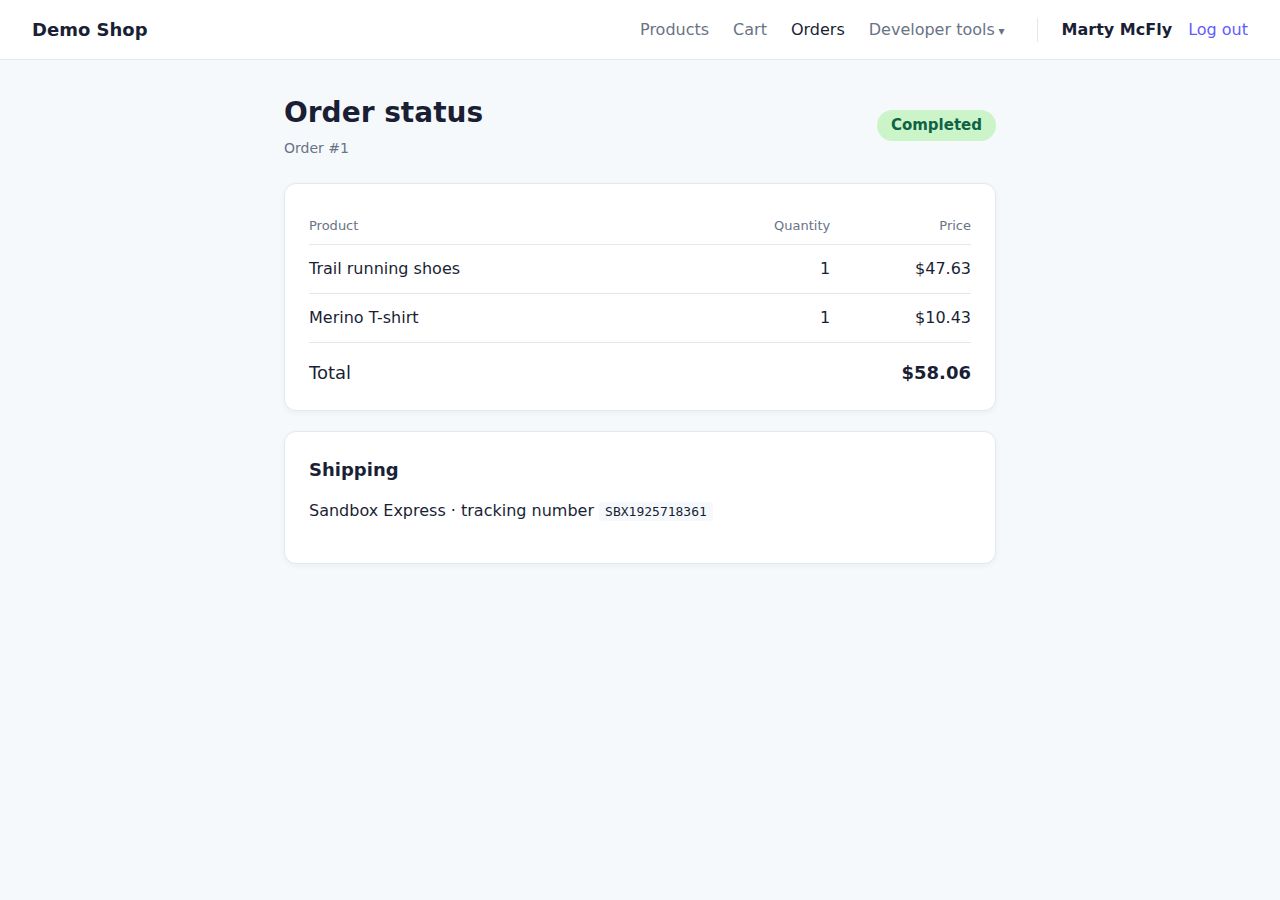 Demo Shop Products Cart Orders Developer tools ▾ Marty McFly Log out
Order status
Completed
Order #1
Product Quantity Price
Trail running shoes 1 $47.63
Merino T-shirt 1 $10.43
Total $58.06
Shipping
Sandbox Express · tracking number SBX1925718361